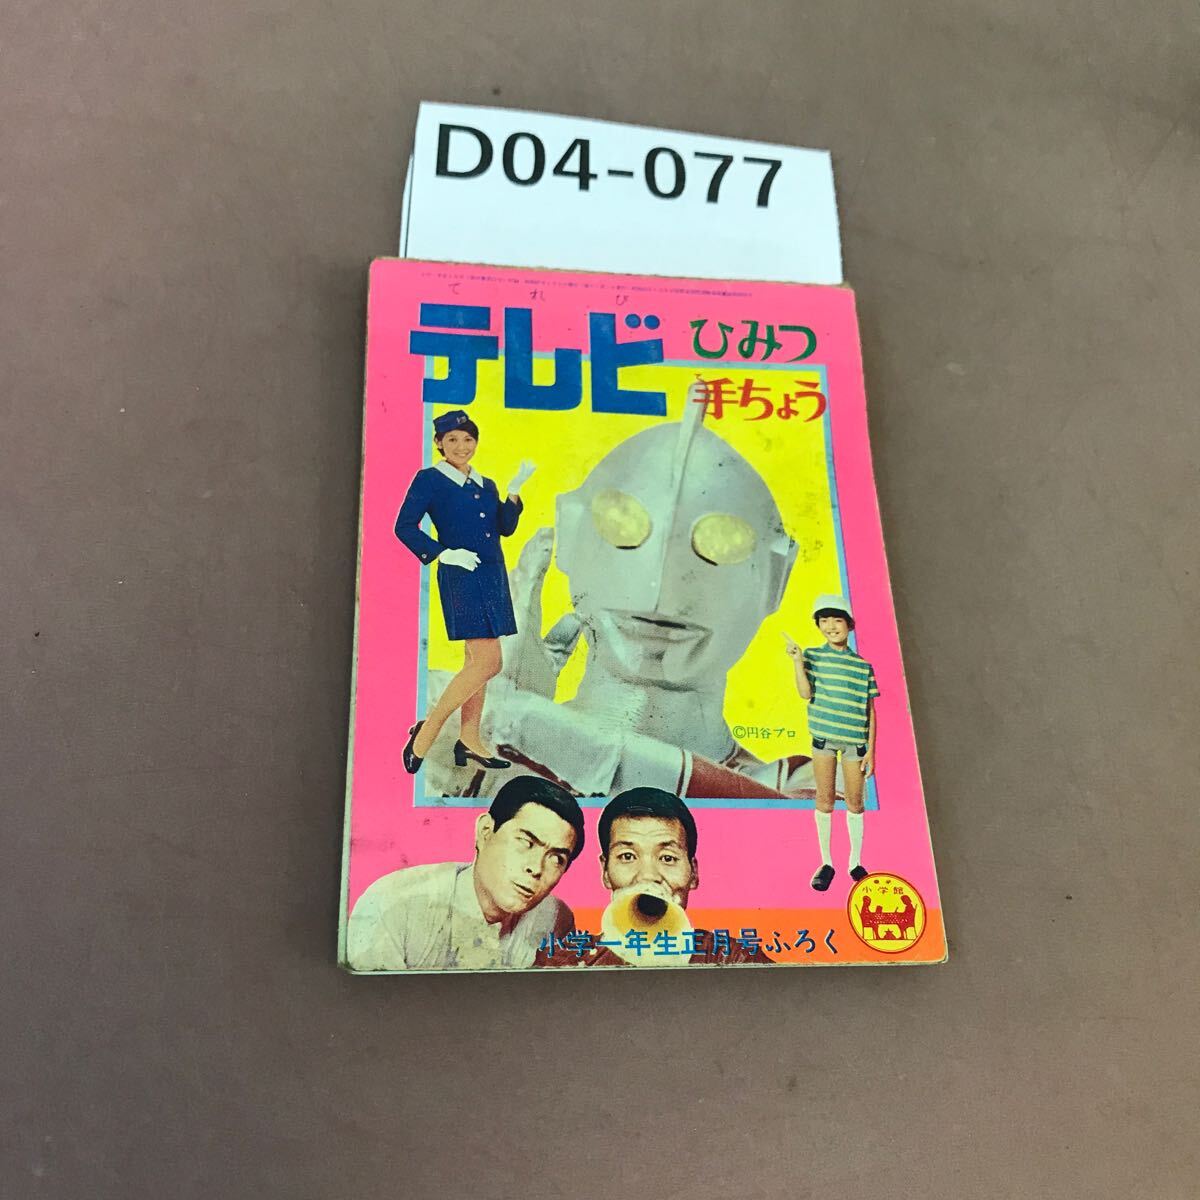 D04-077
てれび
テレビ
ひみつ
て
手ちょう
©円谷プロ
小学館
小学一年生正月号ふろく